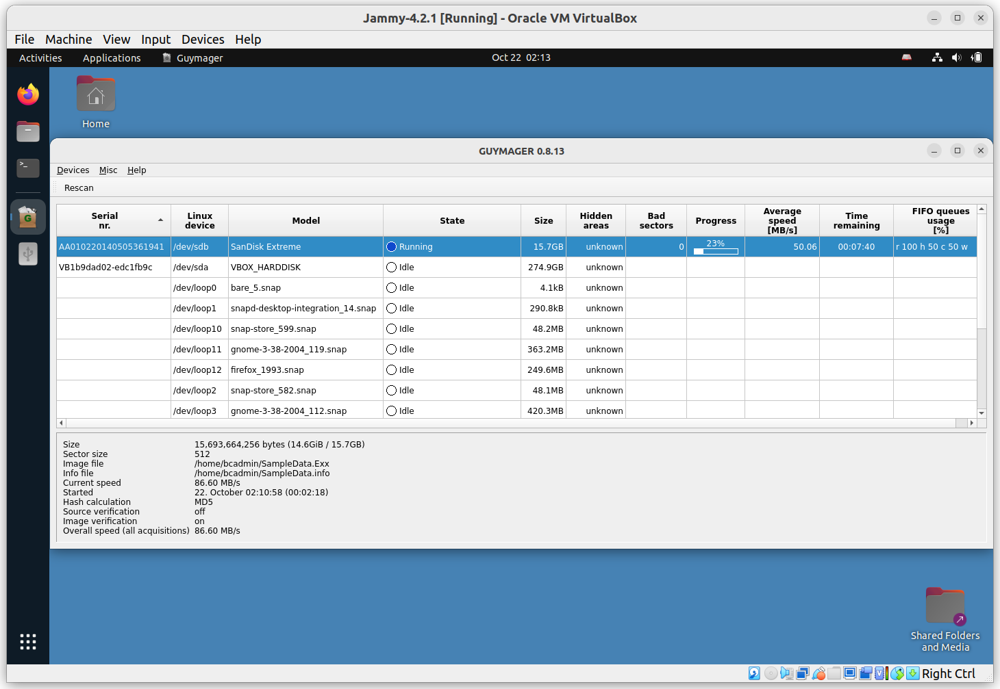 Jammy-4.2.1 [Running] - Oracle VM VirtualBox
File Machine View Input Devices Help
Activities Applications Guymager Oct 22 02:13
Home
GUYMAGER 0.8.13
Devices Misc Help
Rescan
Serial nr. Linux device Model State Size Hidden areas Bad sectors Progress Average speed [MB/s] Time remaining FIFO queues usage [%]
AA010220140505361941 /dev/sdb SanDisk Extreme Running 15.7GB unknown 0 23% 50.06 00:07:40 r 100 h 50 c 50 w
VB1b9dad02-edc1fb9c /dev/sda VBOX_HARDDISK Idle 274.9GB unknown
/dev/loop0 bare_5.snap Idle 4.1kB unknown
/dev/loop1 snapd-desktop-integration_14.snap Idle 290.8kB unknown
/dev/loop10 snap-store_599.snap Idle 48.2MB unknown
/dev/loop11 gnome-3-38-2004_119.snap Idle 363.2MB unknown
/dev/loop12 firefox_1993.snap Idle 249.6MB unknown
/dev/loop2 snap-store_582.snap Idle 48.1MB unknown
/dev/loop3 gnome-3-38-2004_112.snap Idle 420.3MB unknown
Size 15,693,664,256 bytes (14.6GiB / 15.7GB)
Sector size 512
Image file /home/bcadmin/SampleData.Exx
Info file /home/bcadmin/SampleData.info
Current speed 86.60 MB/s
Started 22. October 02:10:58 (00:02:18)
Hash calculation MD5
Source verification off
Image verification on
Overall speed (all acquisitions) 86.60 MB/s
Shared Folders
and Media
Right Ctrl